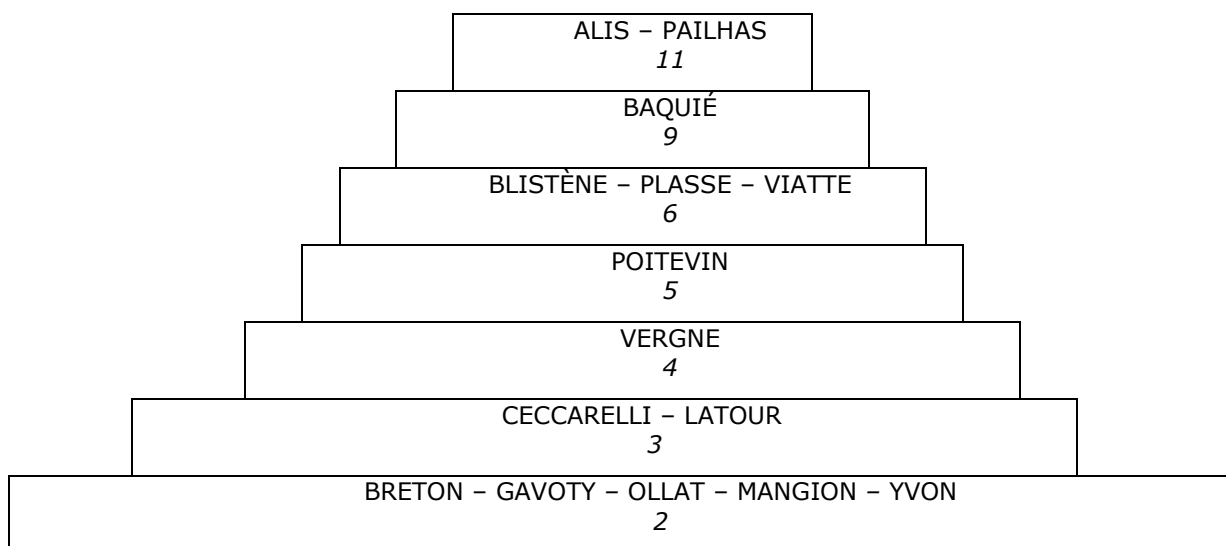 ALIS – PAILHAS
11
BAQUIÉ
9
BLISTÈNE – PLASSE – VIATTE
6
POITEVIN
5
VERGNE
4
CECCARELLI – LATOUR
3
BRETON – GAVOTY – OLLAT – MANGION – YVON
2